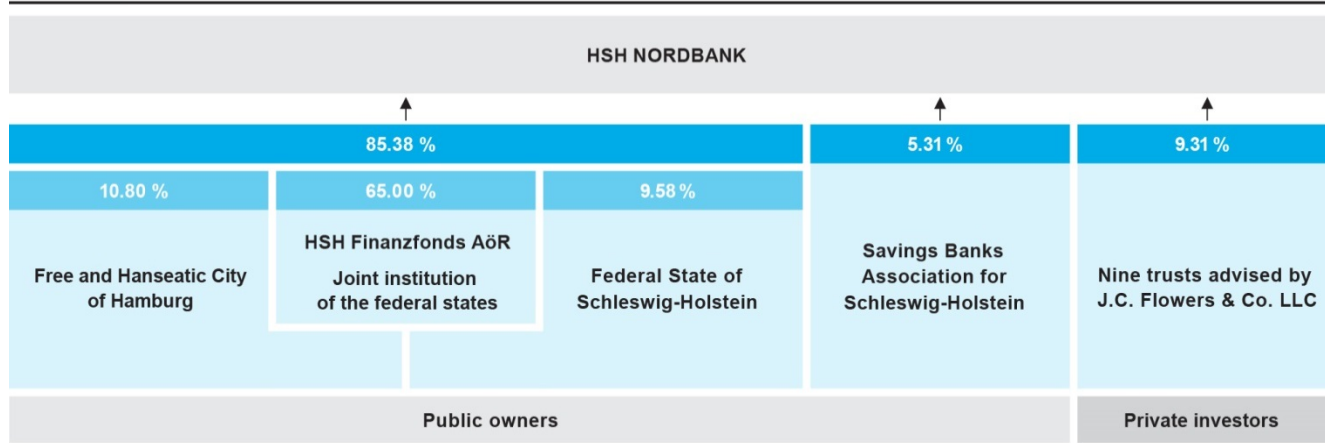 HSH NORDBANK
85.38 %
5.31 %
9.31 %
10.80 %
65.00 %
9.58 %
Free and Hanseatic City
of Hamburg
HSH Finanzfonds AöR
Joint institution
of the federal states
Federal State of
Schleswig-Holstein
Savings Banks
Association for
Schleswig-Holstein
Nine trusts advised by
J.C. Flowers & Co. LLC
Public owners
Private investors